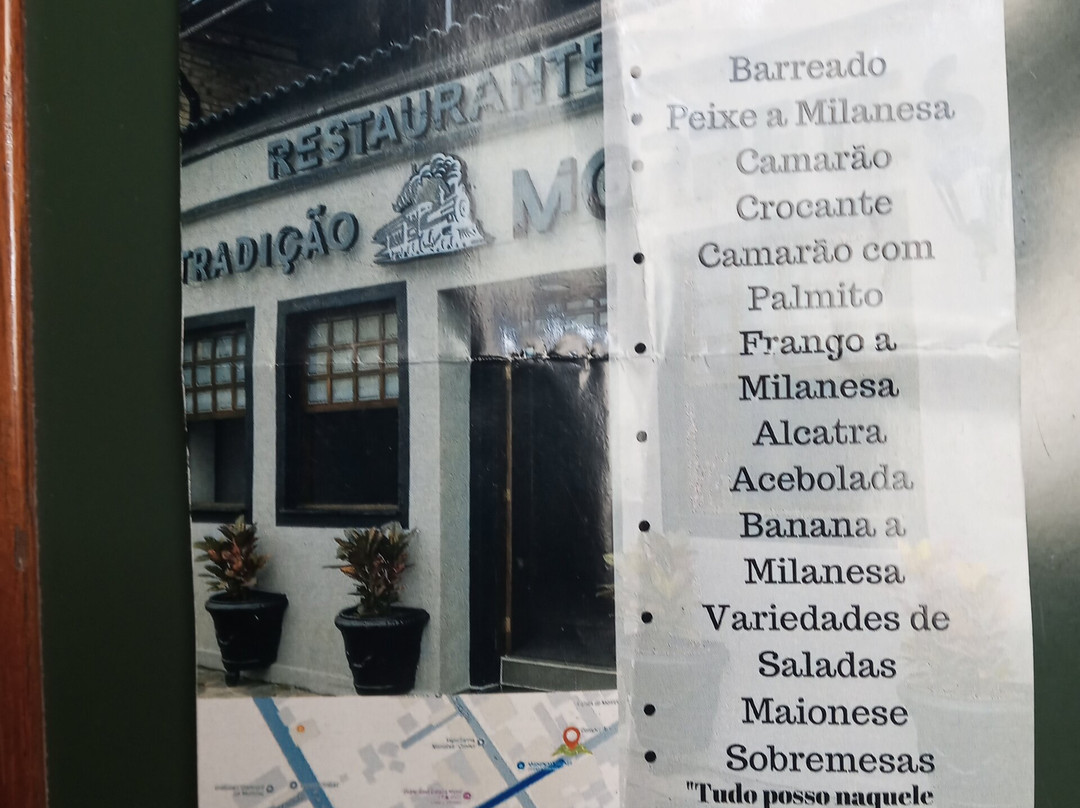 RESTAURANTE
TRADIÇÃO
MO
Barreado
Peixe a Milanesa
Camarão
Crocante
Camarão com
Palmito
Frango a
Milanesa
Alcatra
Acebolada
Banana a
Milanesa
Variedades de
Saladas
Maionese
Sobremesas
"Tudo posso naquele